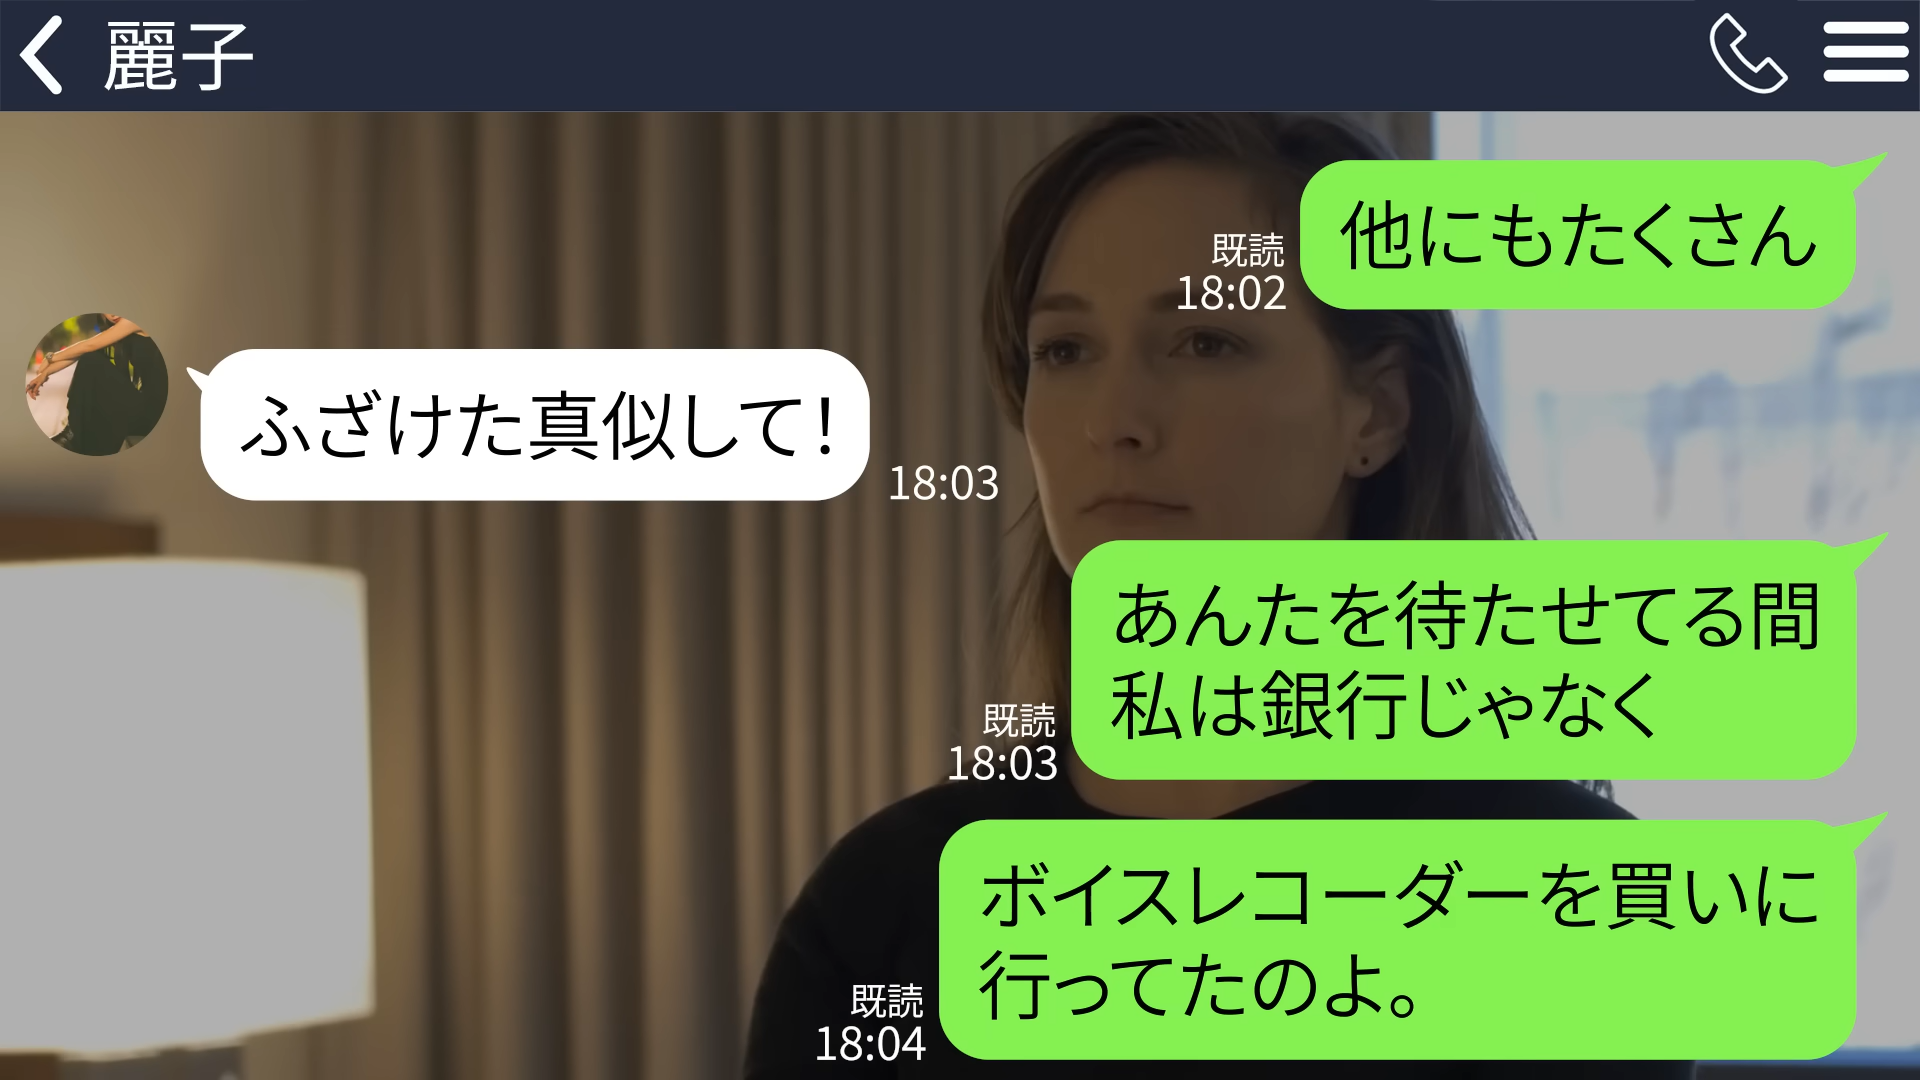 麗子
他にもたくさん
既読
18:02
ふざけた真似して!
18:03
あんたを待たせてる間
私は銀行じゃなく
既読
18:03
ボイスレコーダーを買いに
行ってたのよ。
既読
18:04